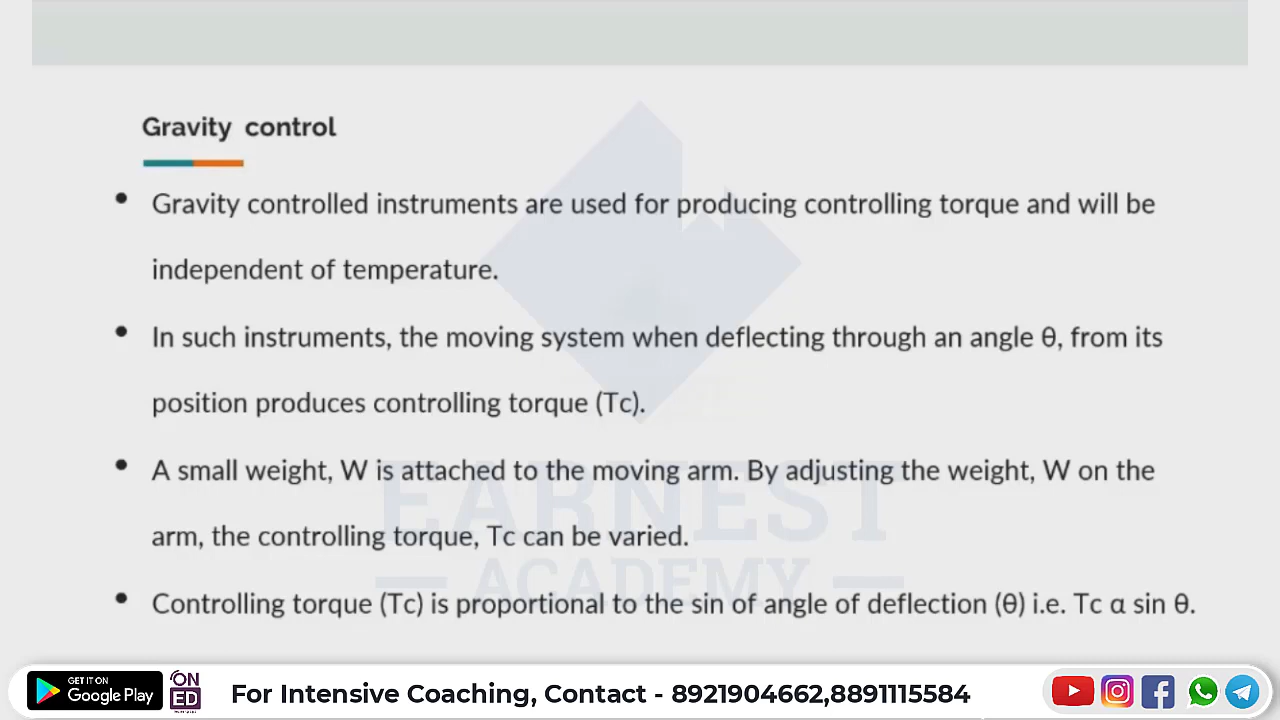 Gravity control
• Gravity controlled instruments are used for producing controlling torque and will be
independent of temperature.
• In such instruments, the moving system when deflecting through an angle θ, from its
position produces controlling torque (Tc).
• A small weight, W is attached to the moving arm. By adjusting the weight, W on the
arm, the controlling torque, Tc can be varied.
• Controlling torque (Tc) is proportional to the sin of angle of deflection (θ) i.e. Tc α sin θ.
EARNEST
ACADEMY
GET IT ON
Google Play
ON
ED
For Intensive Coaching, Contact - 8921904662,8891115584